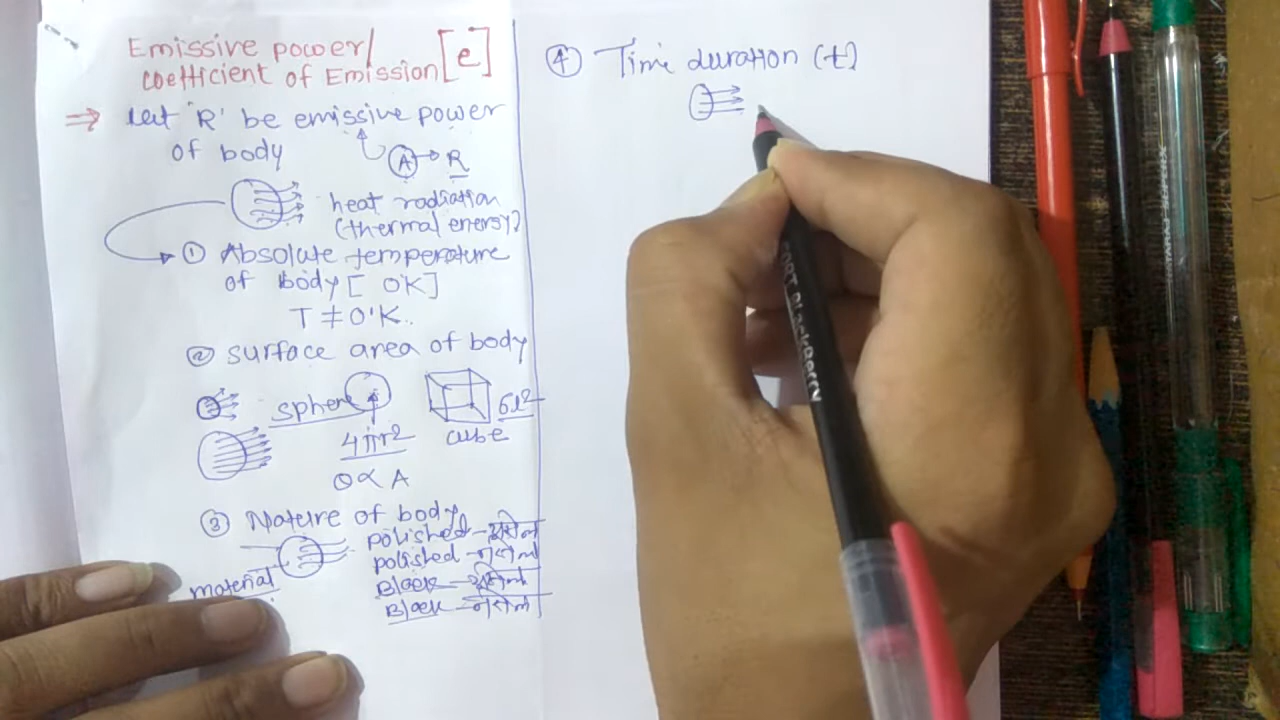 Emissive power/
coefficient of Emission [e]
⇒ Let 'R' be emissive power
of body
A → R
heat radiation
(thermal energy)
① Absolute temperature
of body [ 0K]
T ≠ 0'K..
② surface area of body
sphere
6l²
4πr²
cube
Q ∝ A
③ Nature of body
polished -
polished -
material
Black -
Black -
④ Time duration (t)
BlackBerry